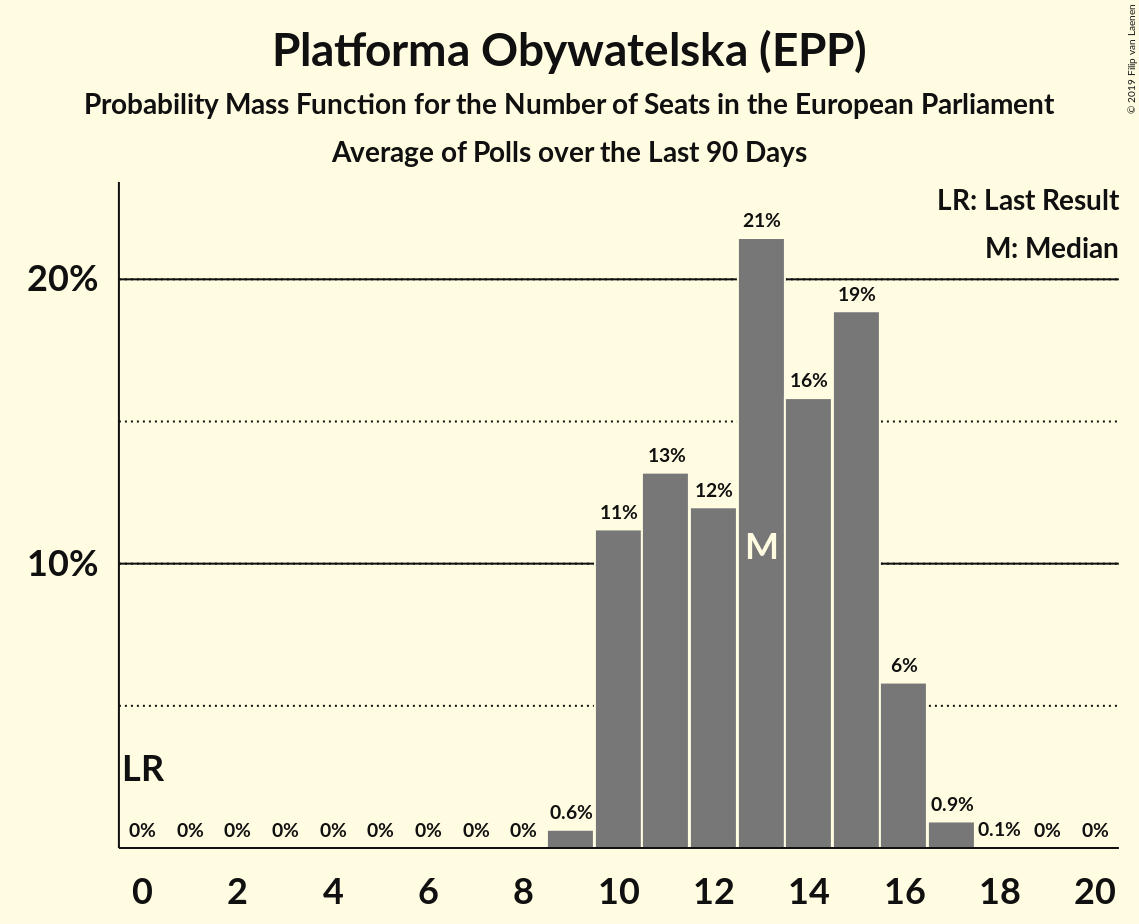 Platforma Obywatelska (EPP)
Probability Mass Function for the Number of Seats in the European Parliament
Average of Polls over the Last 90 Days
© 2019 Filip van Laenen
LR: Last Result
M: Median
20%
10%
21%
19%
16%
13%
12%
11%
M
6%
LR
0% 0% 0% 0% 0% 0% 0% 0% 0% 0.6% 0.9% 0.1% 0% 0%
0 2 4 6 8 10 12 14 16 18 20